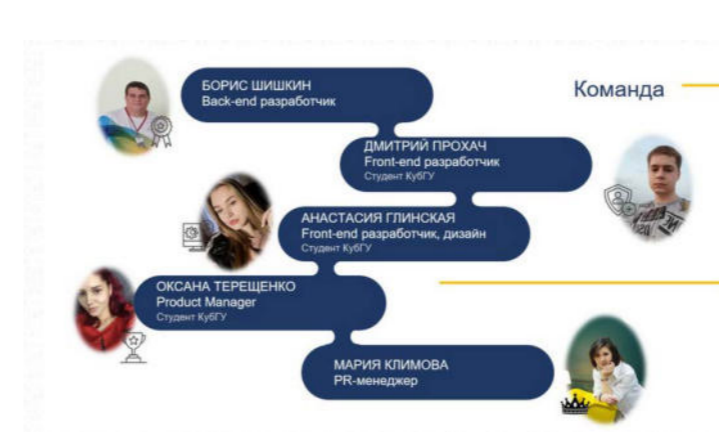 Команда
БОРИС ШИШКИН
Back-end разработчик
ДМИТРИЙ ПРОХАЧ
Front-end разработчик
Студент КубГУ
АНАСТАСИЯ ГЛИНСКАЯ
Front-end разработчик, дизайн
Студент КубГУ
ОКСАНА ТЕРЕЩЕНКО
Product Manager
Студент КубГУ
МАРИЯ КЛИМОВА
PR-менеджер